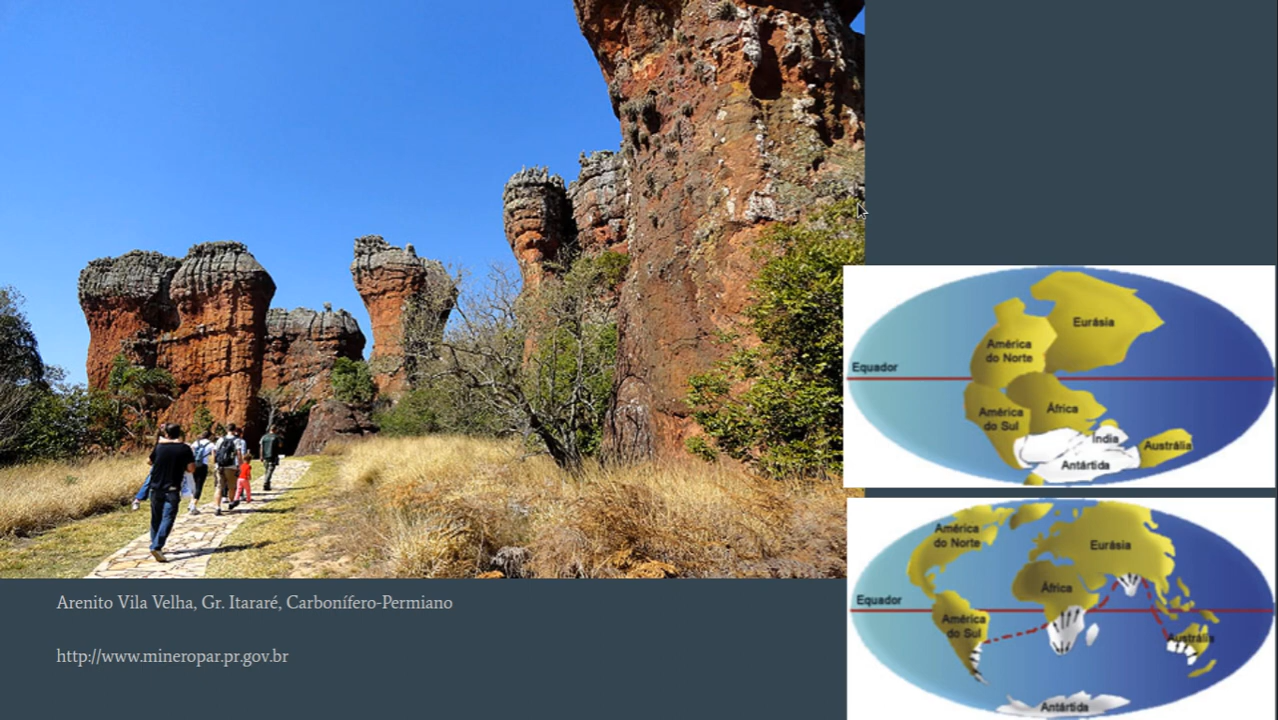 Arenito Vila Velha, Gr. Itararé, Carbonífero-Permiano
http://www.mineropar.pr.gov.br
Eurásia
América
do Norte
Equador
América
do Sul
África
Índia
Austrália
Antártida
América
do Norte
Eurásia
África
Equador
América
do Sul
Austrália
Antártida